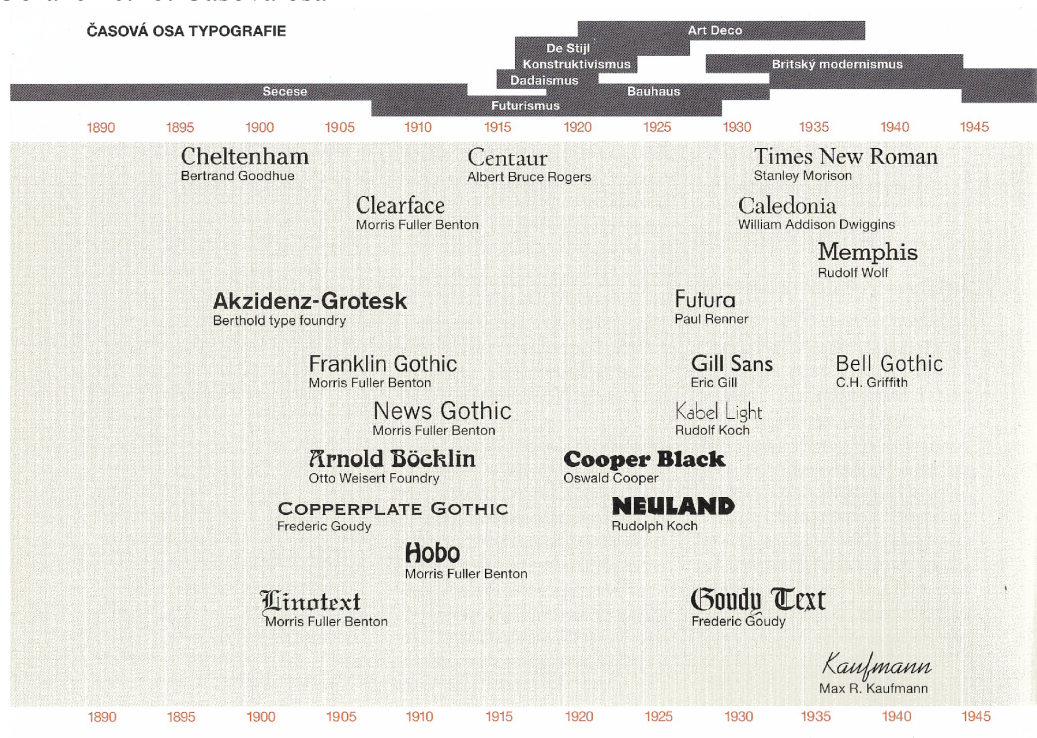 ČASOVÁ OSA TYPOGRAFIE
Art Deco
De Stijl
Konstruktivismus
Britský modernismus
Dadaismus
Secese
Bauhaus
Futurismus
1890 1895 1900 1905 1910 1915 1920 1925 1930 1935 1940 1945
Cheltenham
Bertrand Goodhue
Centaur
Albert Bruce Rogers
Times New Roman
Stanley Morison
Clearface
Morris Fuller Benton
Caledonia
William Addison Dwiggins
Memphis
Rudolf Wolf
Akzidenz-Grotesk
Berthold type foundry
Futura
Paul Renner
Franklin Gothic
Morris Fuller Benton
Gill Sans
Eric Gill
Bell Gothic
C.H. Griffith
News Gothic
Morris Fuller Benton
Kabel Light
Rudolf Koch
Arnold Böcklin
Otto Weisert Foundry
Cooper Black
Oswald Cooper
COPPERPLATE GOTHIC
Frederic Goudy
NEULAND
Rudolph Koch
Hobo
Morris Fuller Benton
Linotext
Morris Fuller Benton
Goudy Text
Frederic Goudy
Kaufmann
Max R. Kaufmann
1890 1895 1900 1905 1910 1915 1920 1925 1930 1935 1940 1945